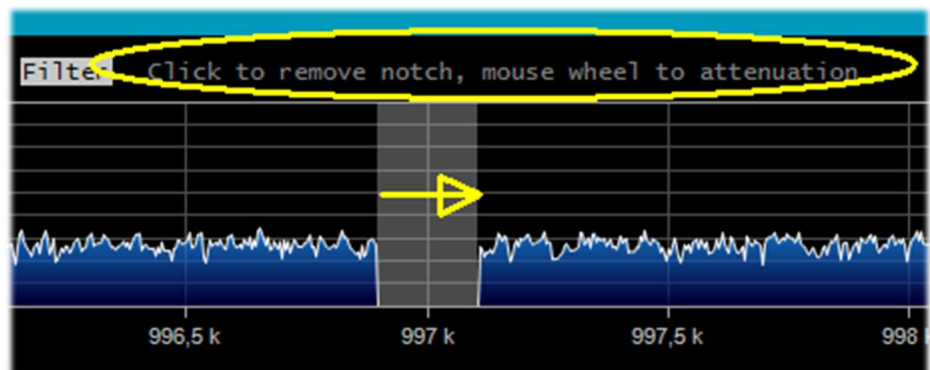 Filter Click to remove notch, mouse wheel to attenuation
996,5 k 997 k 997,5 k 998